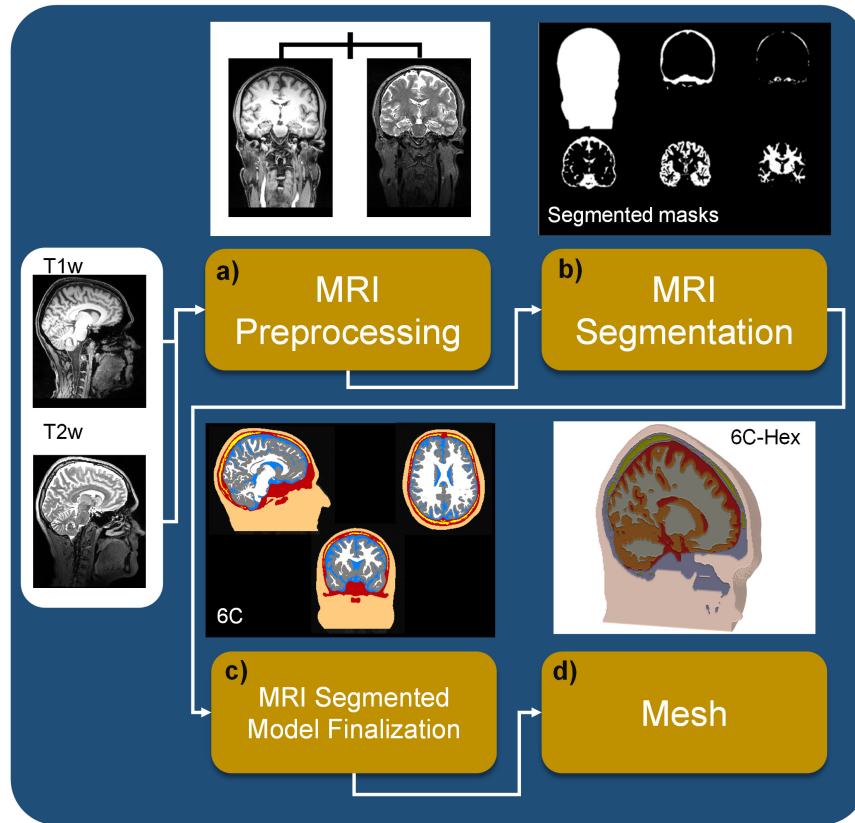 Segmented masks
T1w
T2w
a)
MRI
Preprocessing
b)
MRI
Segmentation
6C
6C-Hex
c)
MRI Segmented
Model Finalization
d)
Mesh